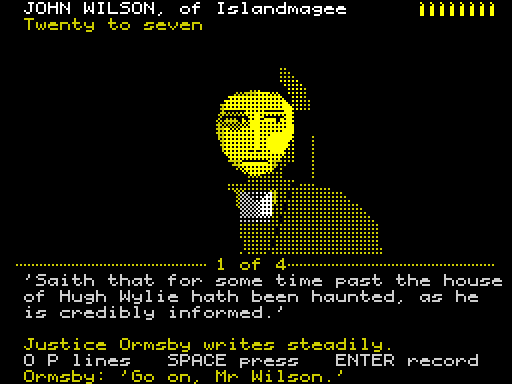 JOHN WILSON, of Islandmagee
Twenty to seven
1 of 4
'Saith that for some time past the house
of Hugh Wylie hath been haunted, as he
is credibly informed.'
Justice Ormsby writes steadily.
O P lines   SPACE press   ENTER record
Ormsby: 'Go on, Mr Wilson.'